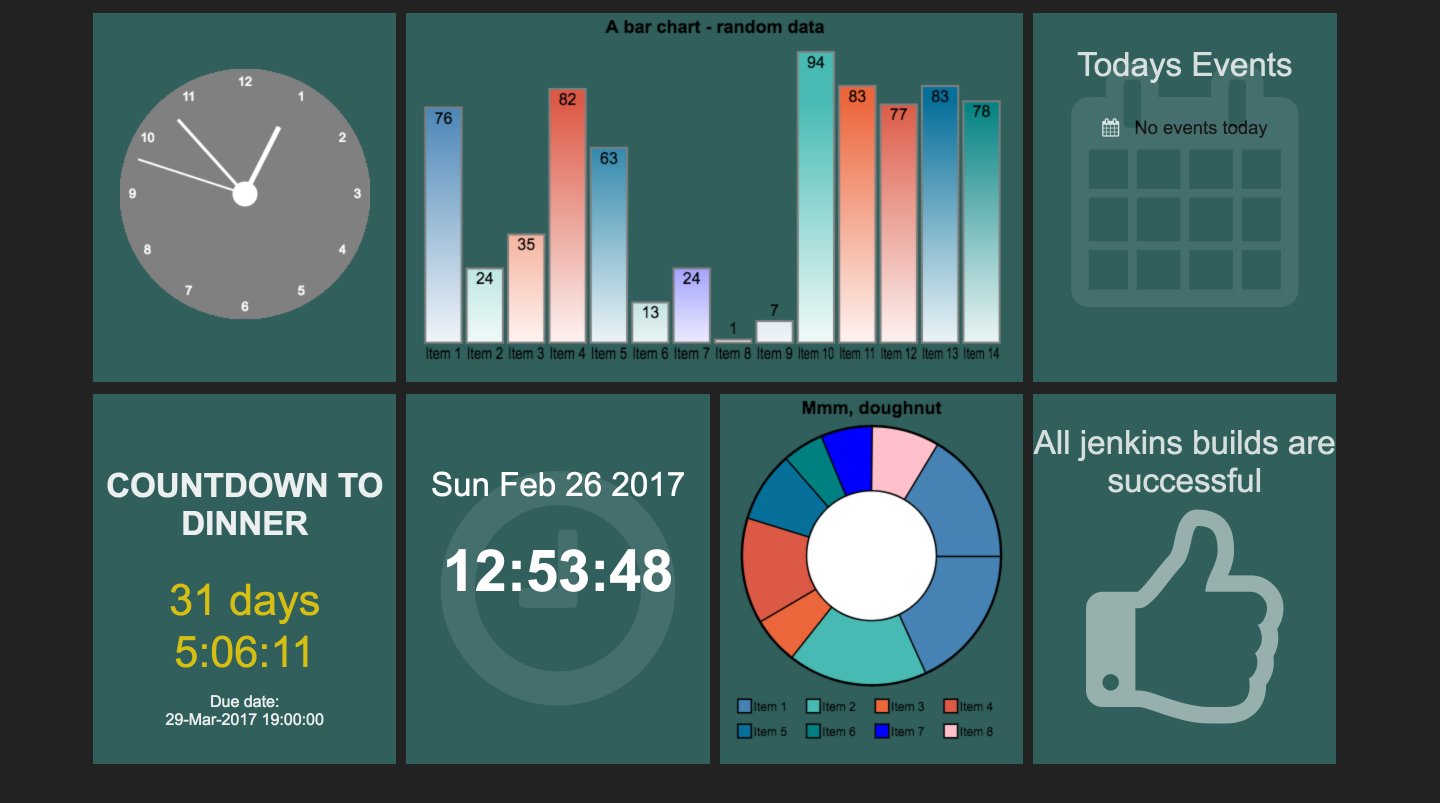 12
1
2
3
4
5
6
7
8
9
10
11
A bar chart - random data
76
24
35
82
63
13
24
1
7
94
83
77
83
78
Item 1 Item 2 Item 3 Item 4 Item 5 Item 6 Item 7 Item 8 Item 9 Item 10 Item 11 Item 12 Item 13 Item 14
Todays Events
No events today
COUNTDOWN TO
DINNER
31 days
5:06:11
Due date:
29-Mar-2017 19:00:00
Sun Feb 26 2017
12:53:48
Mmm, doughnut
Item 1 Item 2 Item 3 Item 4
Item 5 Item 6 Item 7 Item 8
All jenkins builds are
successful